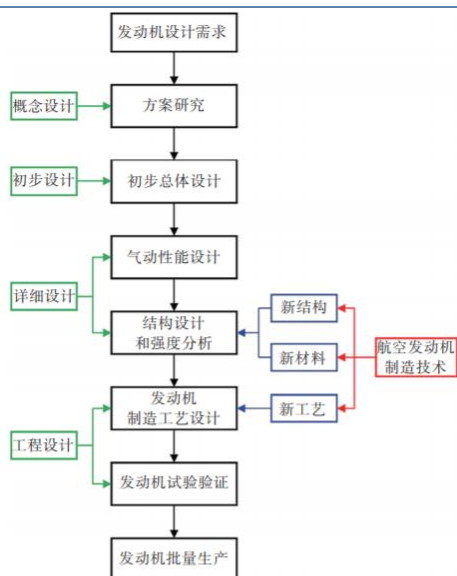 发动机设计需求
概念设计
方案研究
初步设计
初步总体设计
气动性能设计
详细设计
结构设计
和强度分析
新结构
新材料
航空发动机
制造技术
发动机
制造工艺设计
新工艺
工程设计
发动机试验验证
发动机批量生产